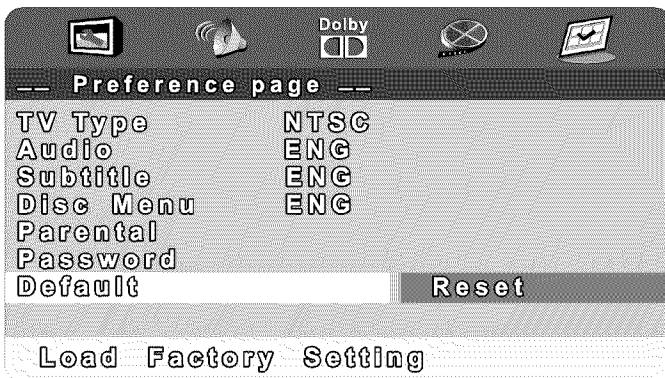 Dolby
-- Preference page --
TV Type NTSC
Audio ENG
Subtitle ENG
Disc Menu ENG
Parental
Password
Default Reset
Load Factory Setting